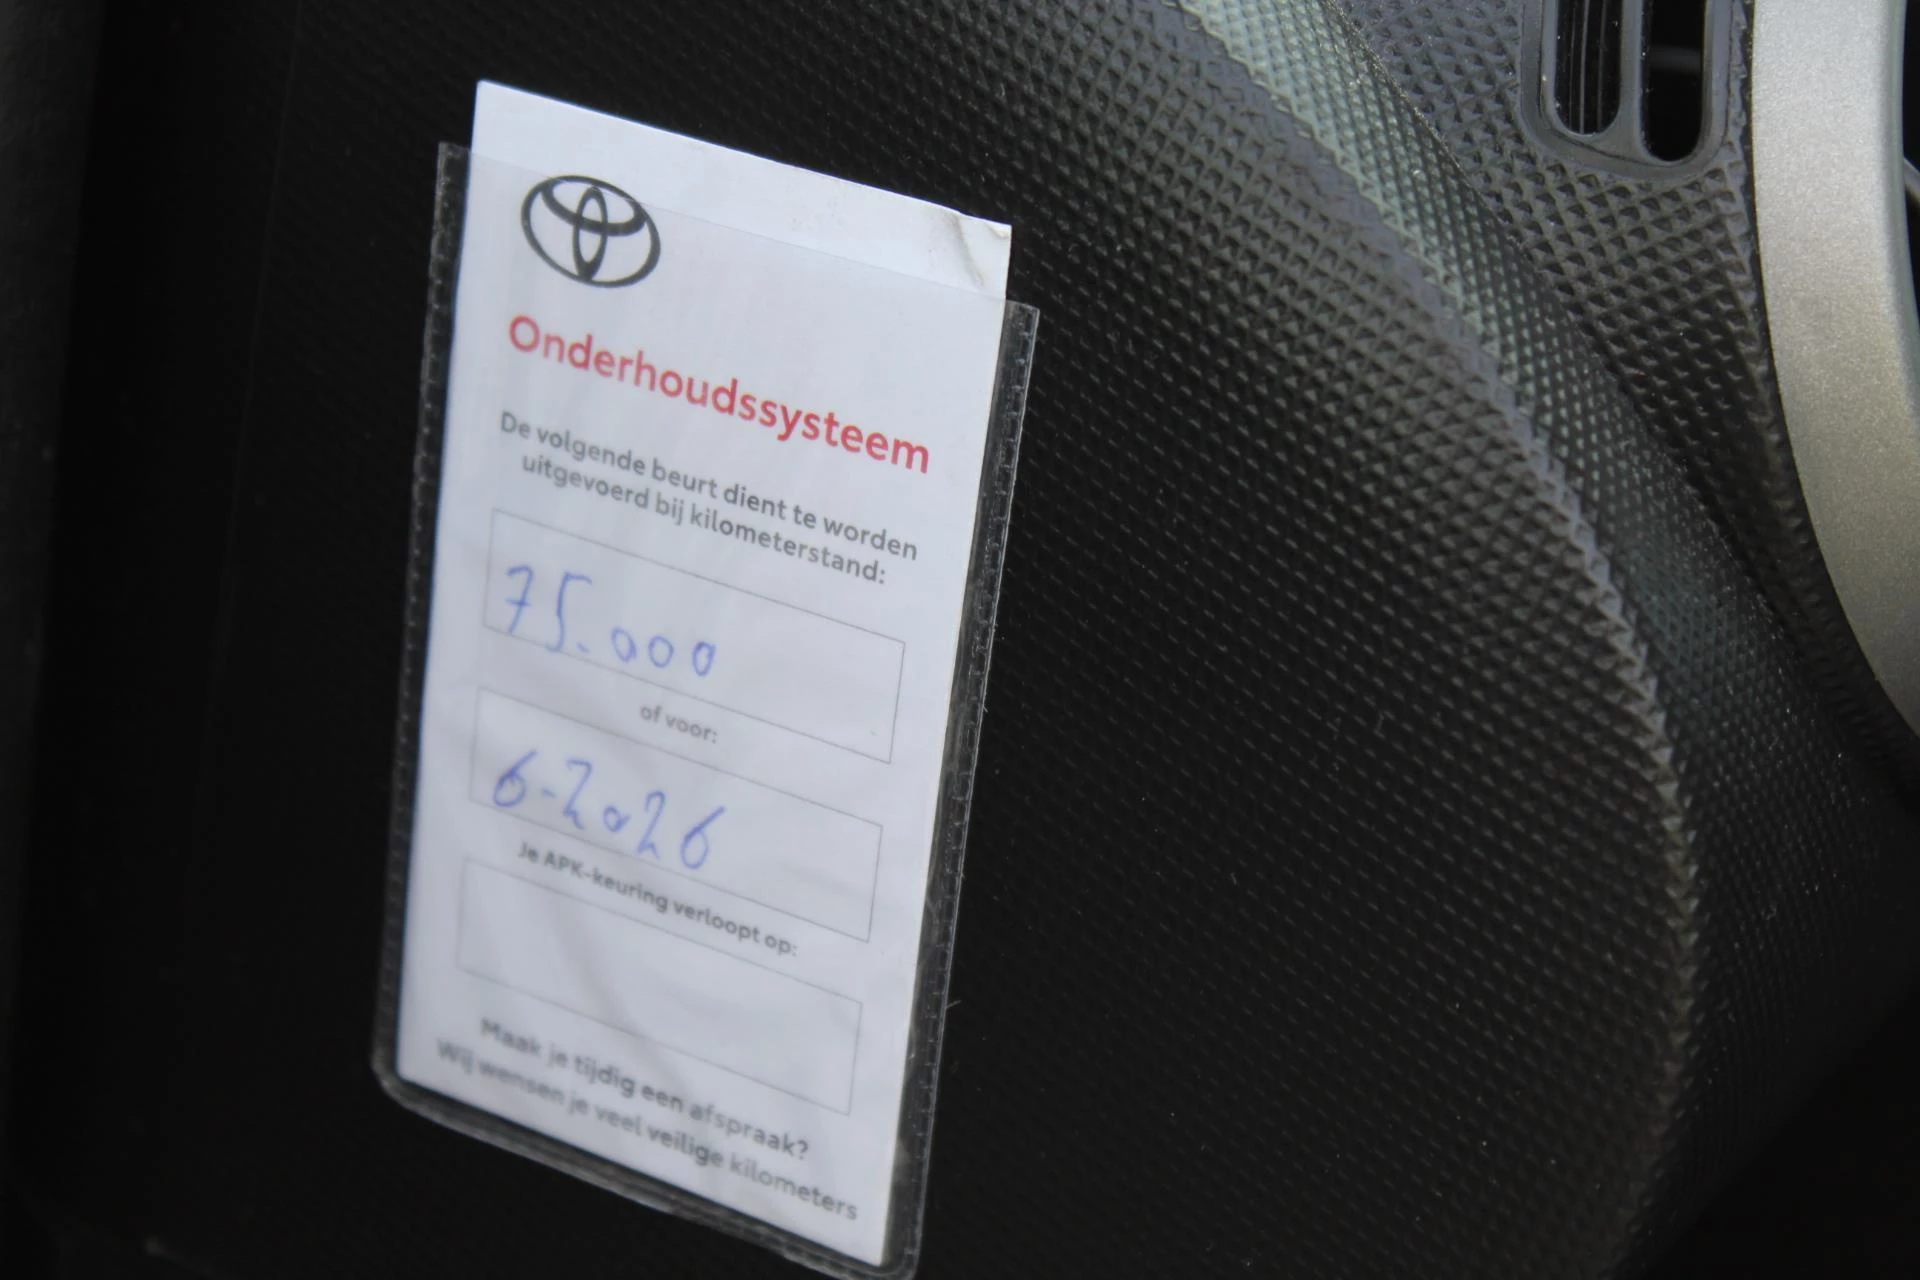 Onderhoudssysteem
De volgende beurt dient te worden
uitgevoerd bij kilometerstand:
75.000
of voor:
6-2026
Je APK-keuring verloopt op:
Maak je tijdig een afspraak?
Wij wensen je veel veilige kilometers